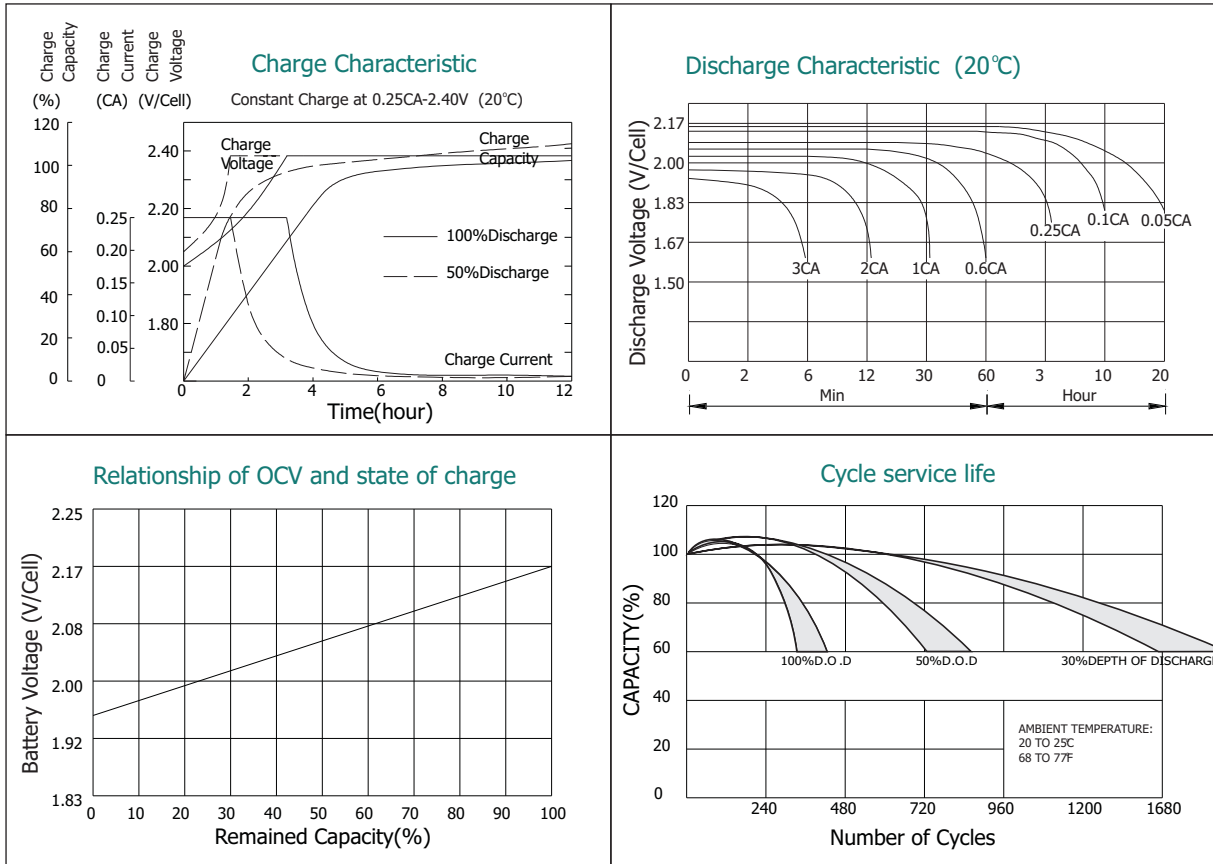 Charge
Capacity
Charge
Current
Charge
Voltage
(%)
(CA)
(V/Cell)
Charge Characteristic
Constant Charge at 0.25CA-2.40V (20°C)
120
100
80
60
40
20
0
0.25
0.20
0.15
0.10
0.05
0
2.40
2.20
2.00
1.80
Charge
Voltage
Charge
Capacity
100%Discharge
50%Discharge
Charge Current
0 2 4 6 8 10 12
Time(hour)
Discharge Characteristic (20°C)
Discharge Voltage (V/Cell)
2.17
2.00
1.83
1.67
1.50
3CA 2CA 1CA 0.6CA 0.25CA 0.1CA 0.05CA
0 2 6 12 30 60 3 10 20
Min Hour
Relationship of OCV and state of charge
Battery Voltage (V/Cell)
2.25
2.17
2.08
2.00
1.92
1.83
0 10 20 30 40 50 60 70 80 90 100
Remained Capacity(%)
Cycle service life
CAPACITY(%)
120
100
80
60
40
20
0
100%D.O.D 50%D.O.D 30%DEPTH OF DISCHARGE
AMBIENT TEMPERATURE:
20 TO 25C
68 TO 77F
240 480 720 960 1200 1680
Number of Cycles